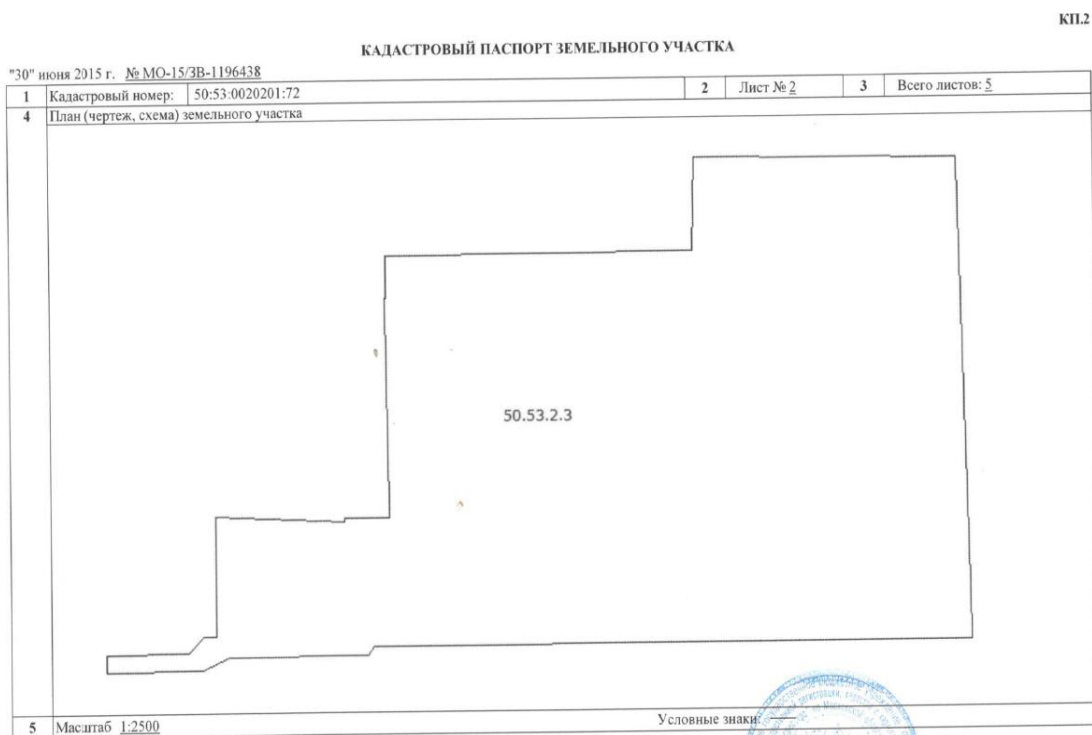 КП.2
КАДАСТРОВЫЙ ПАСПОРТ ЗЕМЕЛЬНОГО УЧАСТКА
"30" июня 2015 г. № МО-15/ЗВ-1196438
1 Кадастровый номер: 50:53:0020201:72 2 Лист № 2 3 Всего листов: 5
4 План (чертеж, схема) земельного участка
50.53.2.3
5 Масштаб 1:2500 Условные знаки: